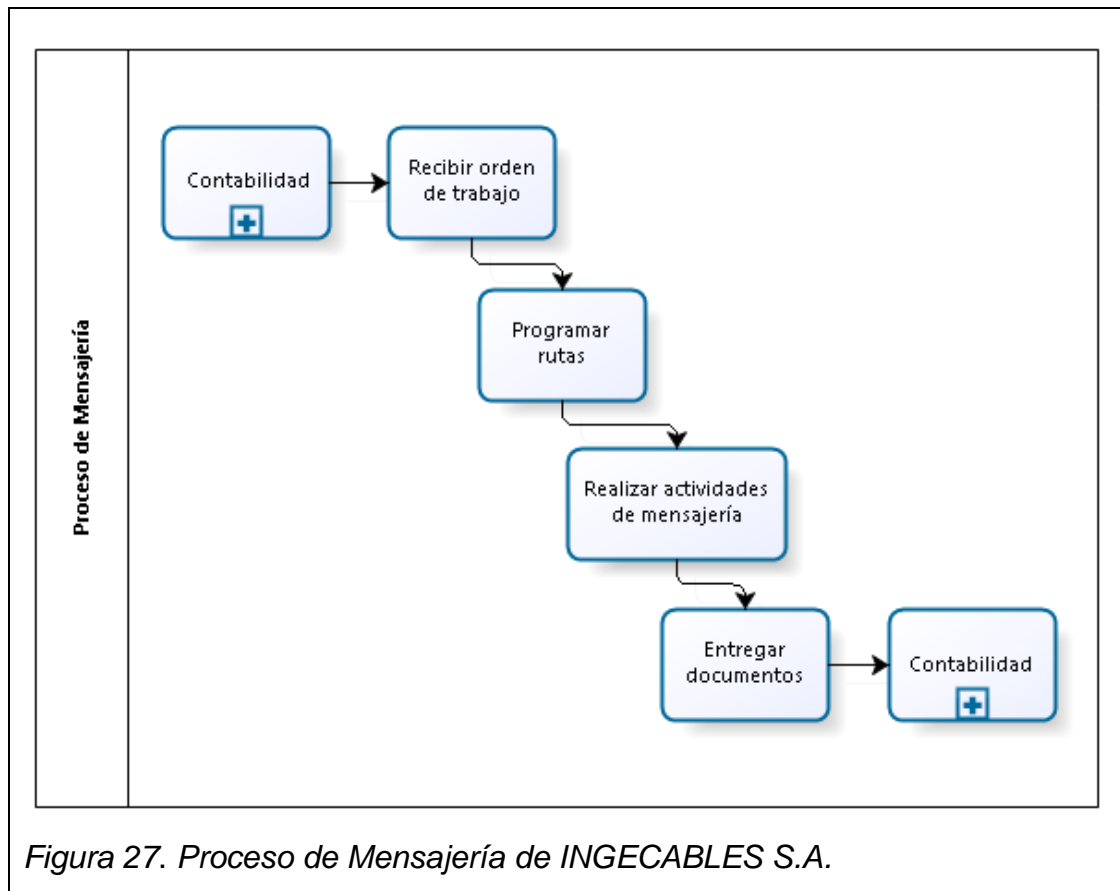 Proceso de Mensajería
Contabilidad
Recibir orden
de trabajo
Programar
rutas
Realizar actividades
de mensajería
Entregar
documentos
Contabilidad
Figura 27. Proceso de Mensajería de INGECABLES S.A.